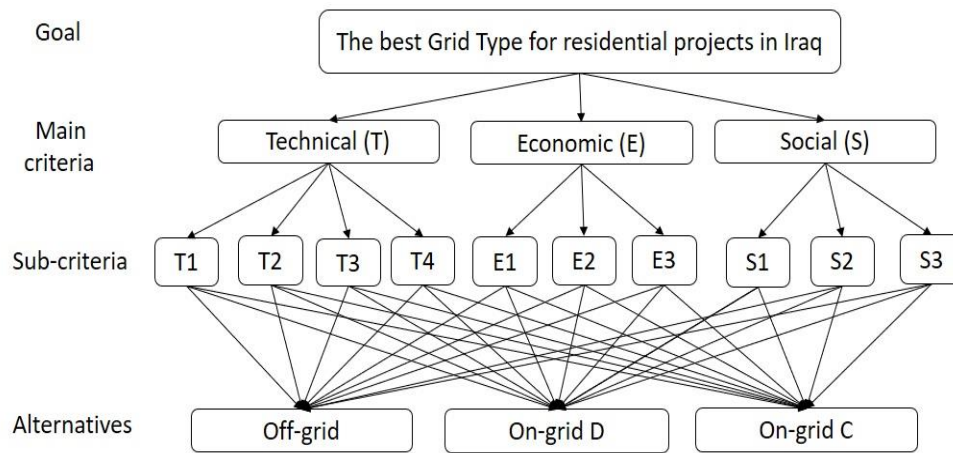 Goal
The best Grid Type for residential projects in Iraq
Main
criteria
Technical (T)
Economic (E)
Social (S)
Sub-criteria
T1
T2
T3
T4
E1
E2
E3
S1
S2
S3
Alternatives
Off-grid
On-grid D
On-grid C